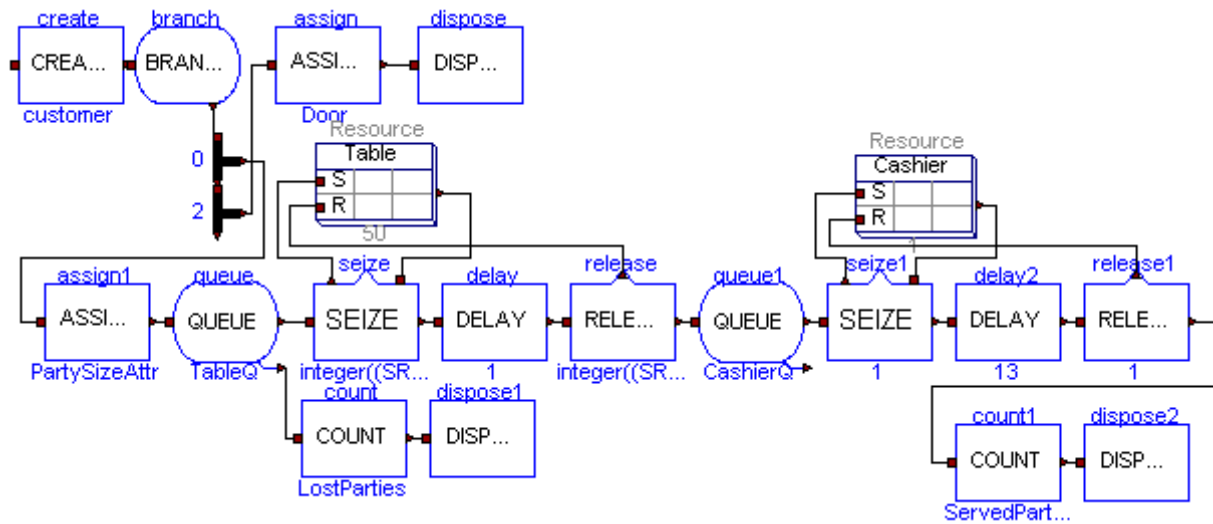 create branch assign dispose
CREA... BRAN... ASSI... DISP...
customer Door
Resource Resource
0 Table Cashier
S S
2 R R
50 1
assign1 queue seize delay release queue1 seize1 delay2 release1
ASSI... QUEUE SEIZE DELAY RELE... QUEUE SEIZE DELAY RELE...
PartySizeAttr TableQ integer((SR... 1 integer((SR... CashierQ 1 13 1
count dispose1 count1 dispose2
COUNT DISP... COUNT DISP...
LostParties ServedPart...